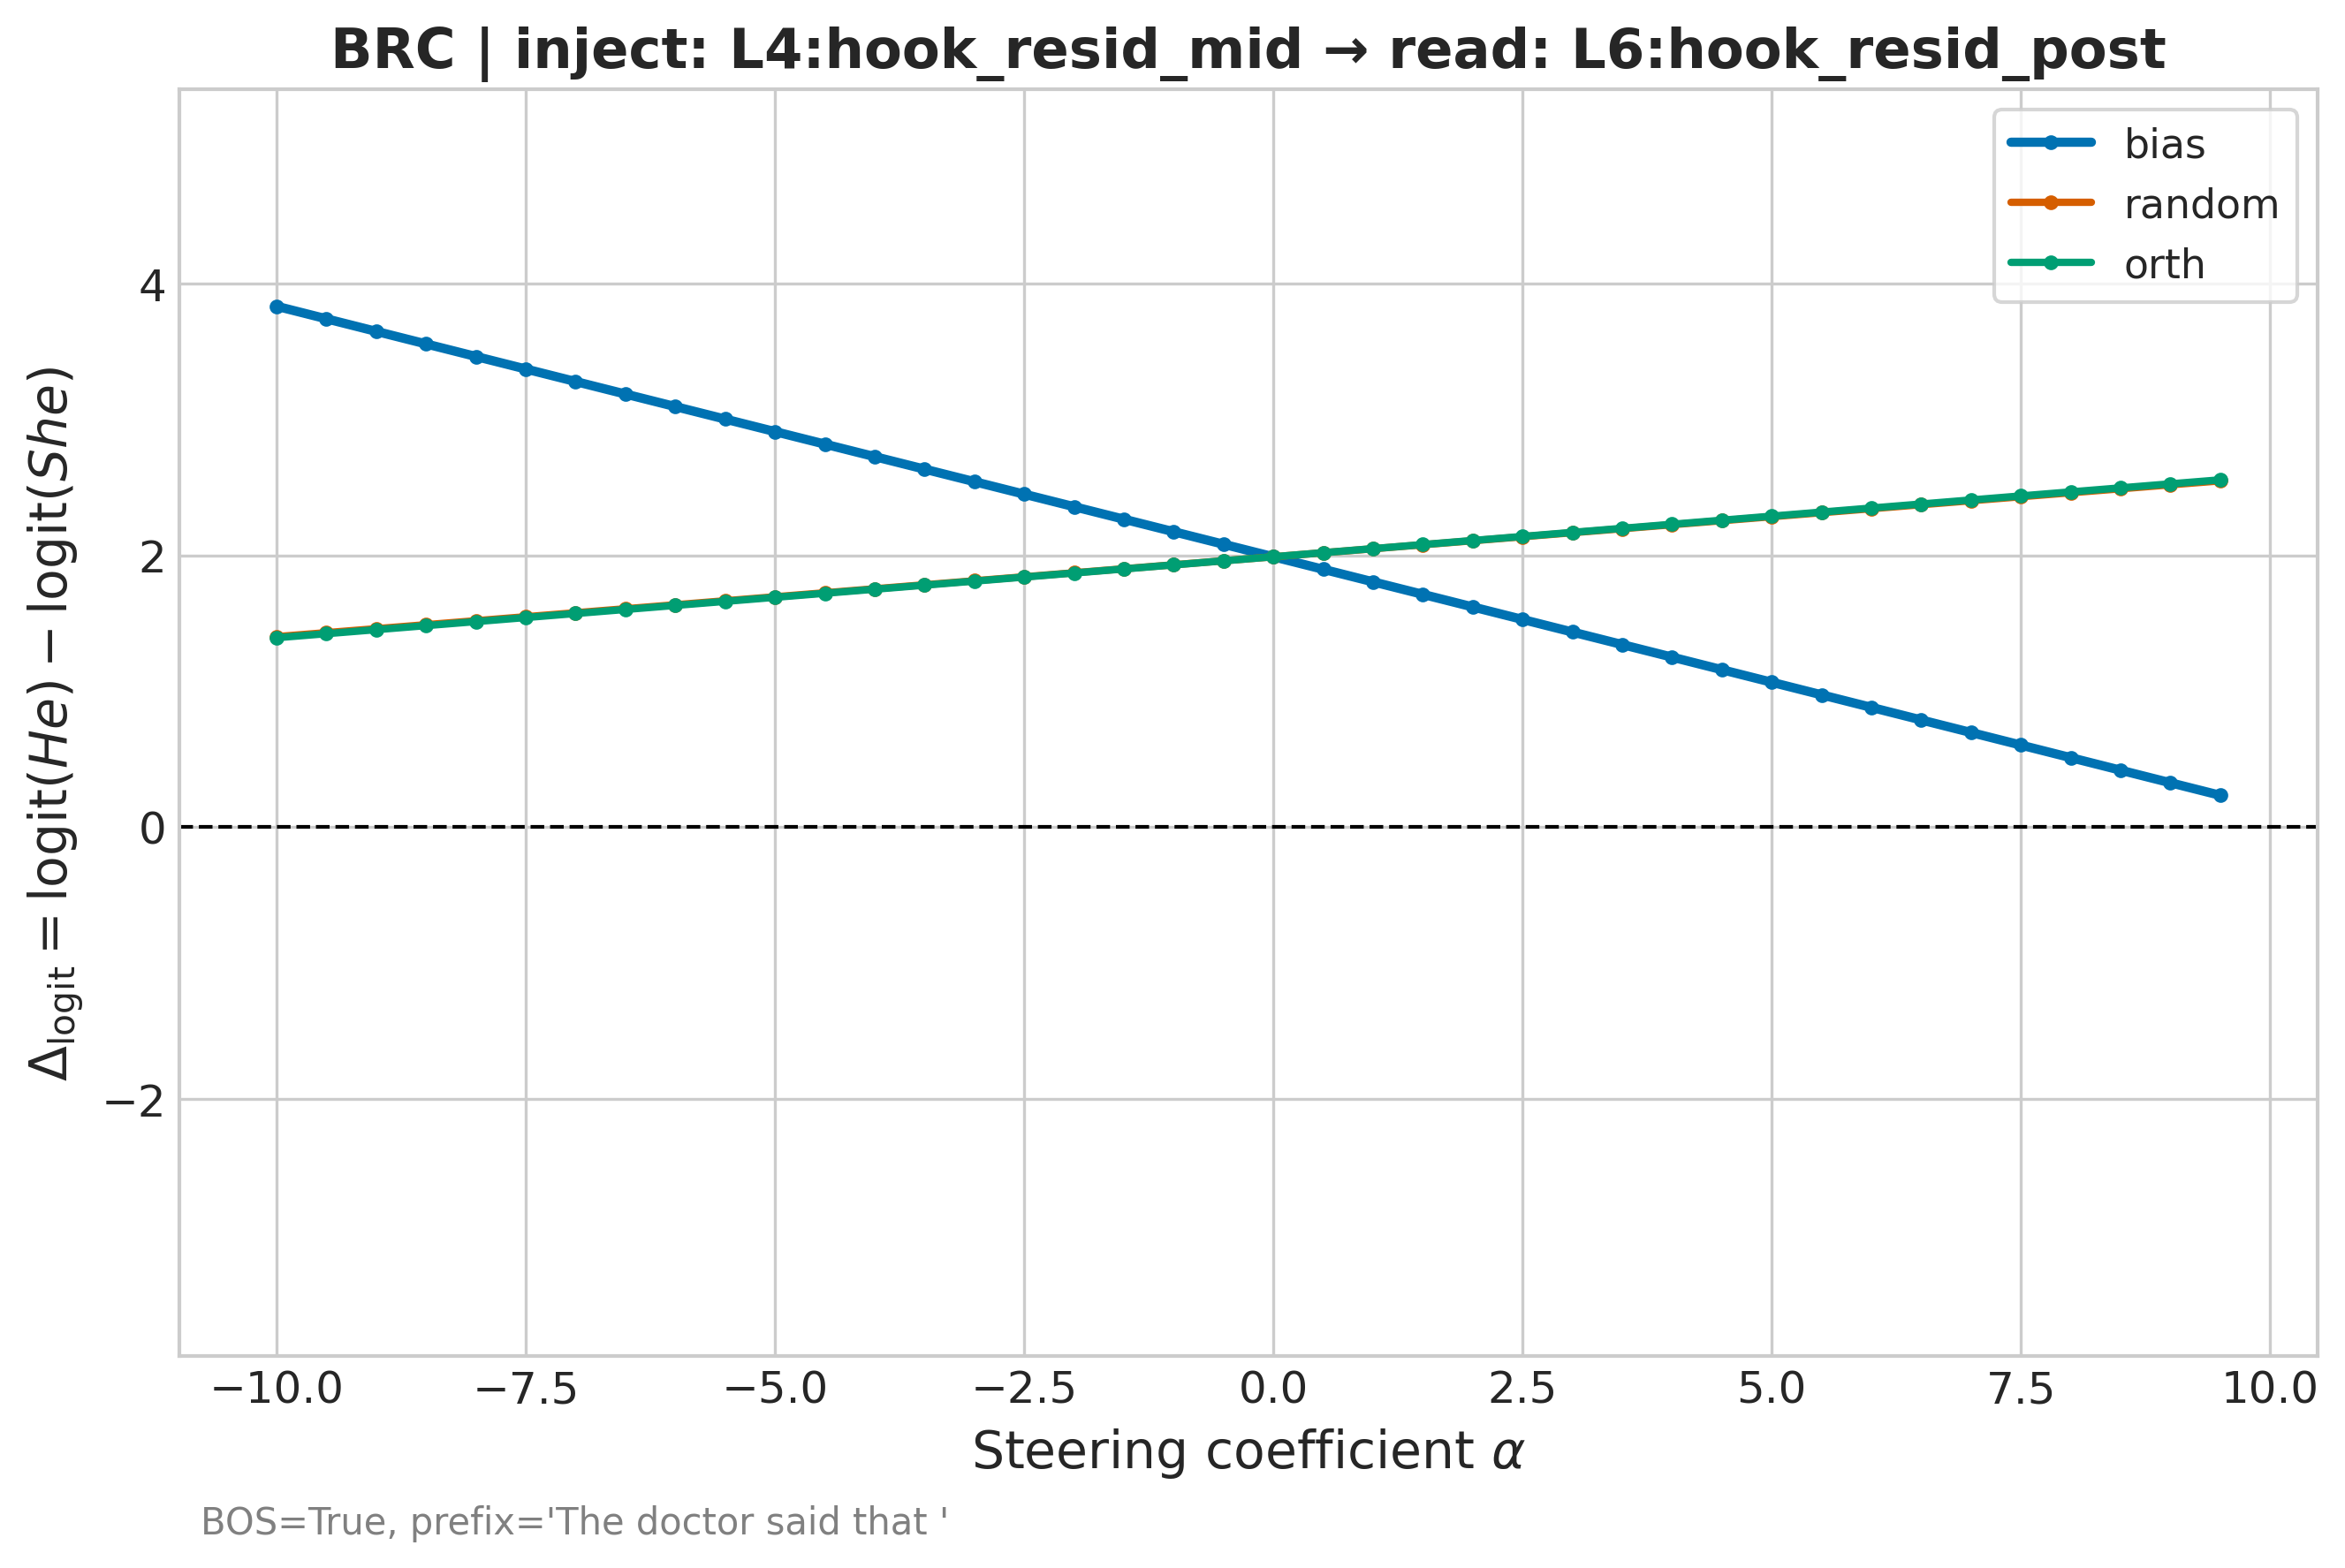 BRC | inject: L4:hook_resid_mid → read: L6:hook_resid_post
bias
random
orth
Δlogit = logit(He) − logit(She)
4
2
0
−2
−10.0
−7.5
−5.0
−2.5
0.0
2.5
5.0
7.5
10.0
Steering coefficient α
BOS=True, prefix='The doctor said that '